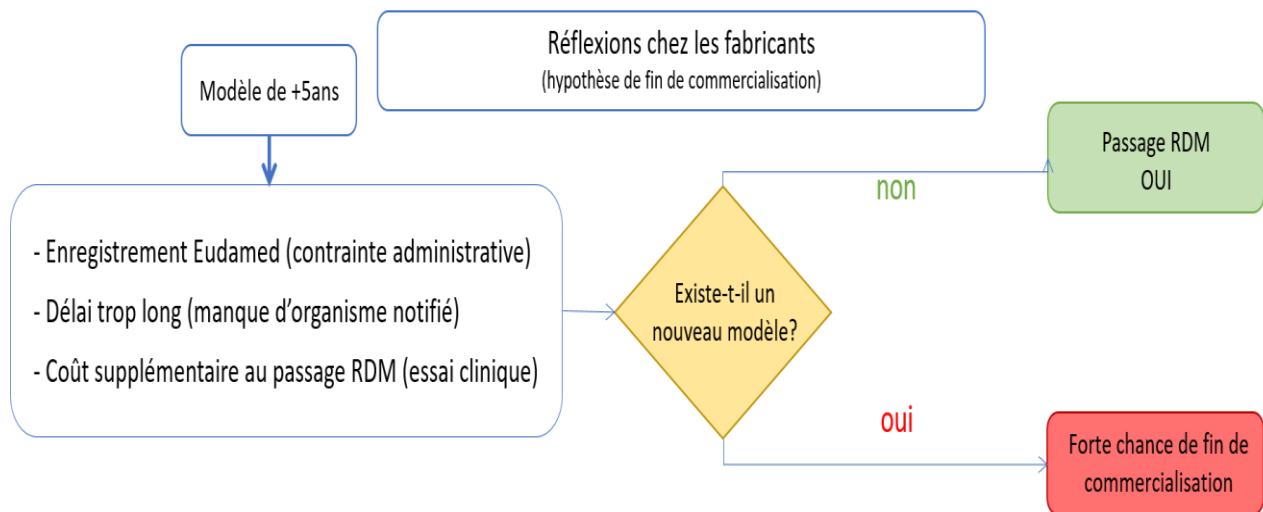 Réflexions chez les fabricants
(hypothèse de fin de commercialisation)
Modèle de +5ans
- Enregistrement Eudamed (contrainte administrative)
- Délai trop long (manque d’organisme notifié)
- Coût supplémentaire au passage RDM (essai clinique)
Existe-t-il un
nouveau modèle?
non
Passage RDM
OUI
oui
Forte chance de fin de
commercialisation